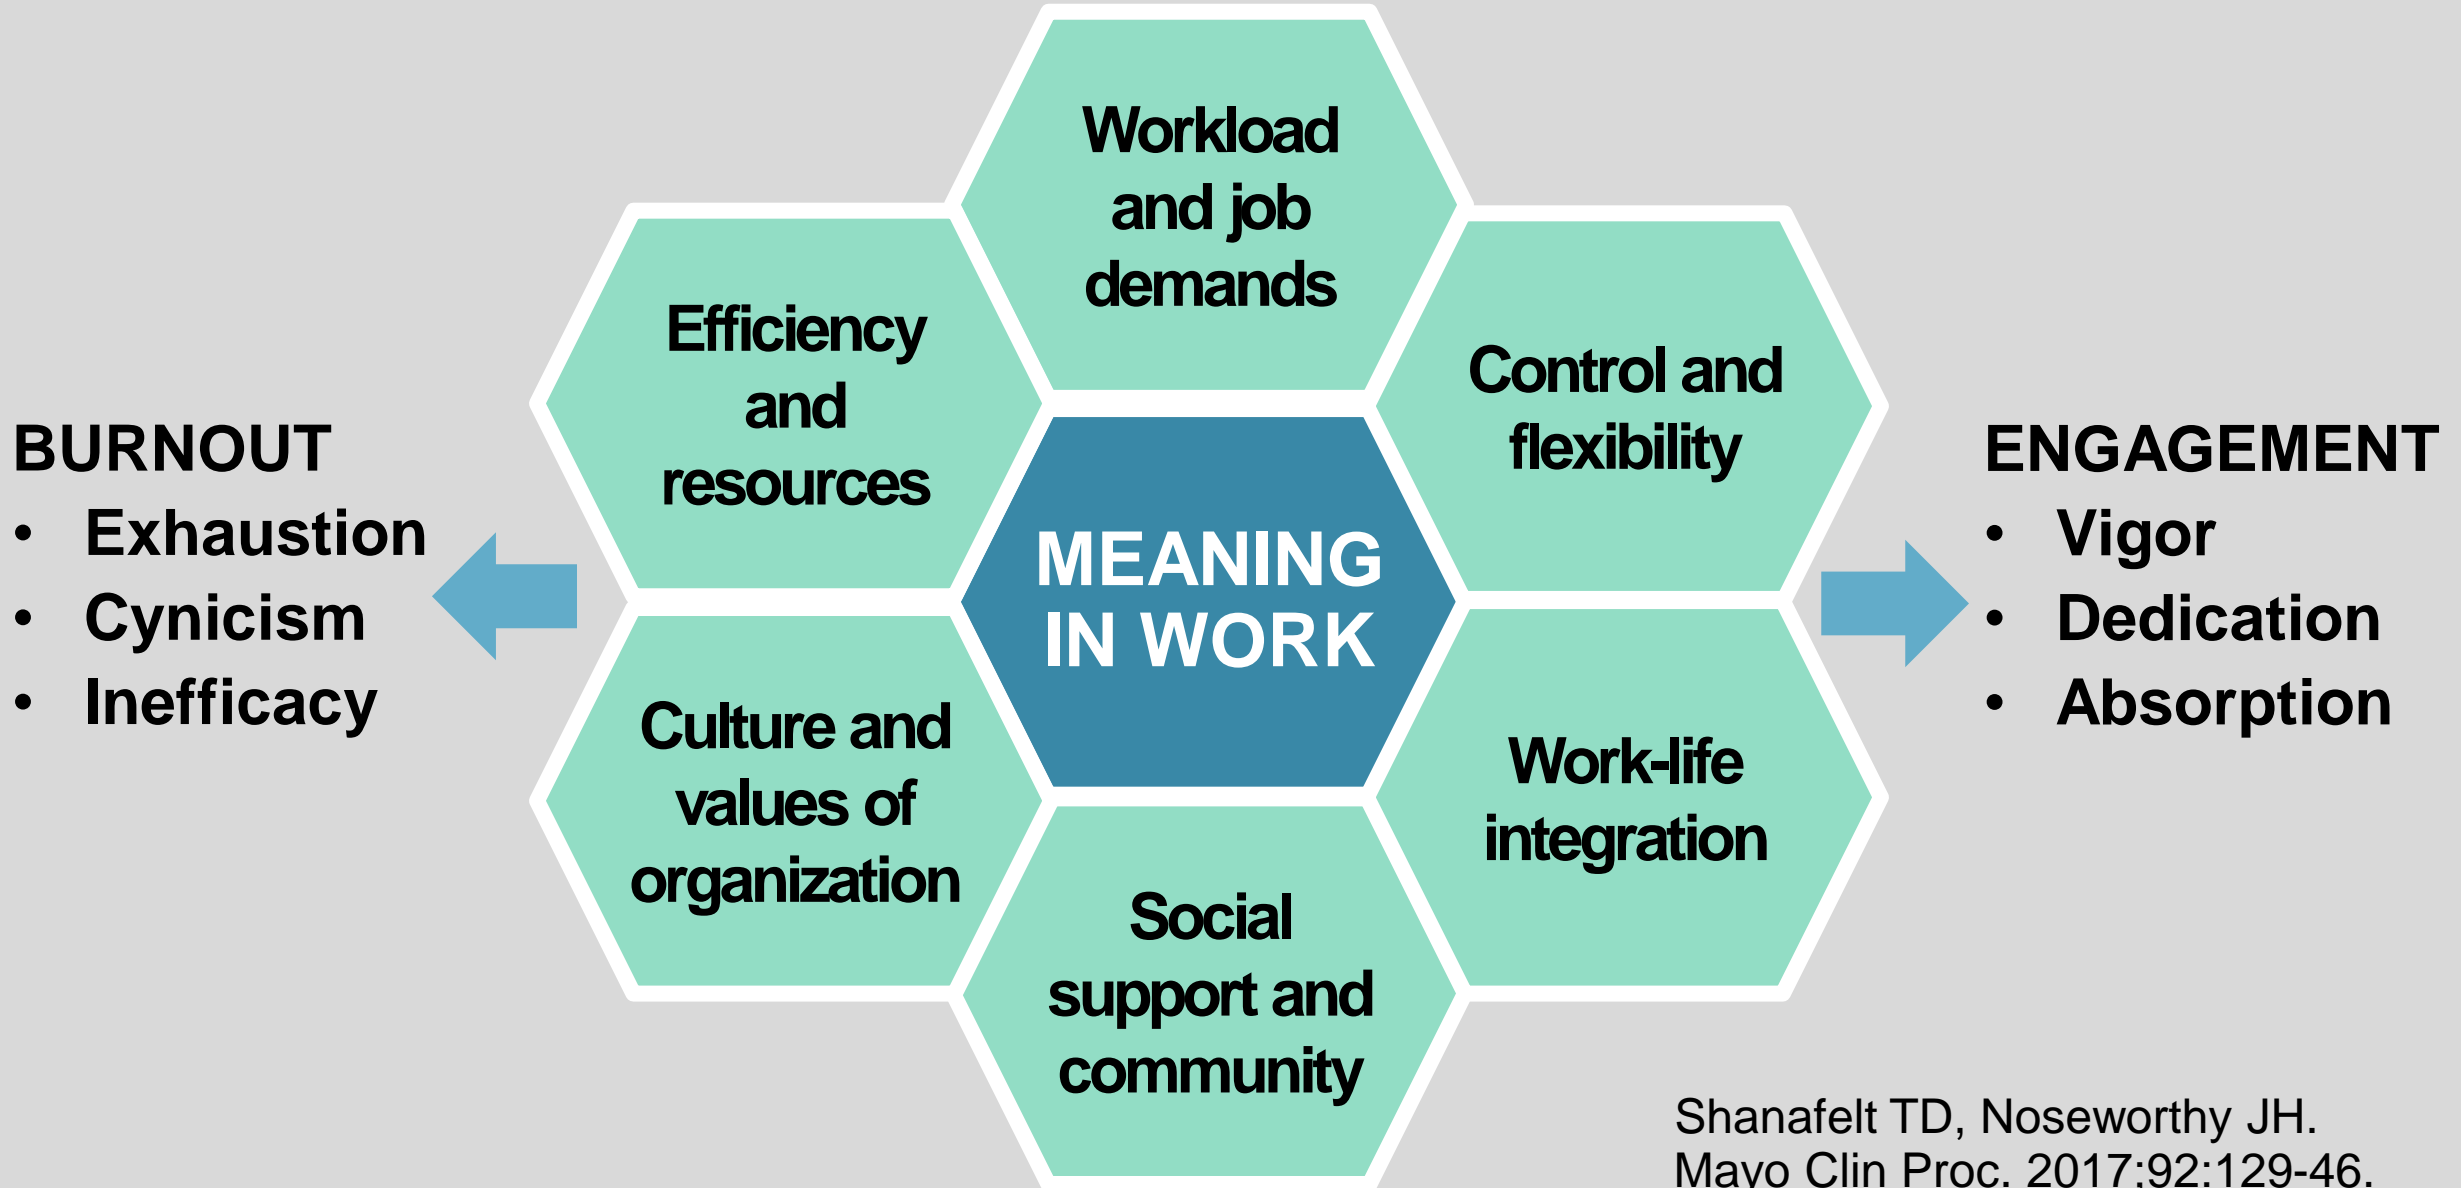 Workload
and job
demands
Efficiency
and
resources
Control and
flexibility
BURNOUT
• Exhaustion
• Cynicism
• Inefficacy
MEANING
IN WORK
ENGAGEMENT
• Vigor
• Dedication
• Absorption
Culture and
values of
organization
Work-life
integration
Social
support and
community
Shanafelt TD, Noseworthy JH.
Mayo Clin Proc. 2017;92:129-46.